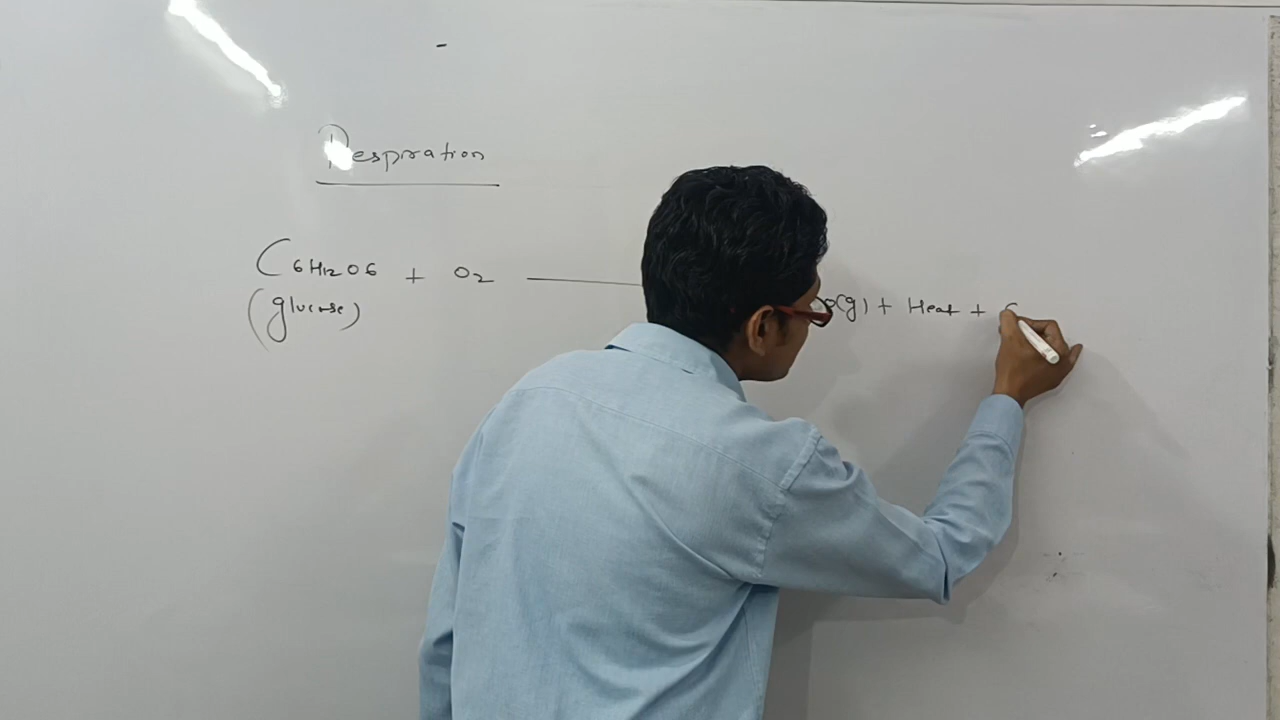 Respiration
C6H12O6 + O2
(glucose)
O(g) + Heat +